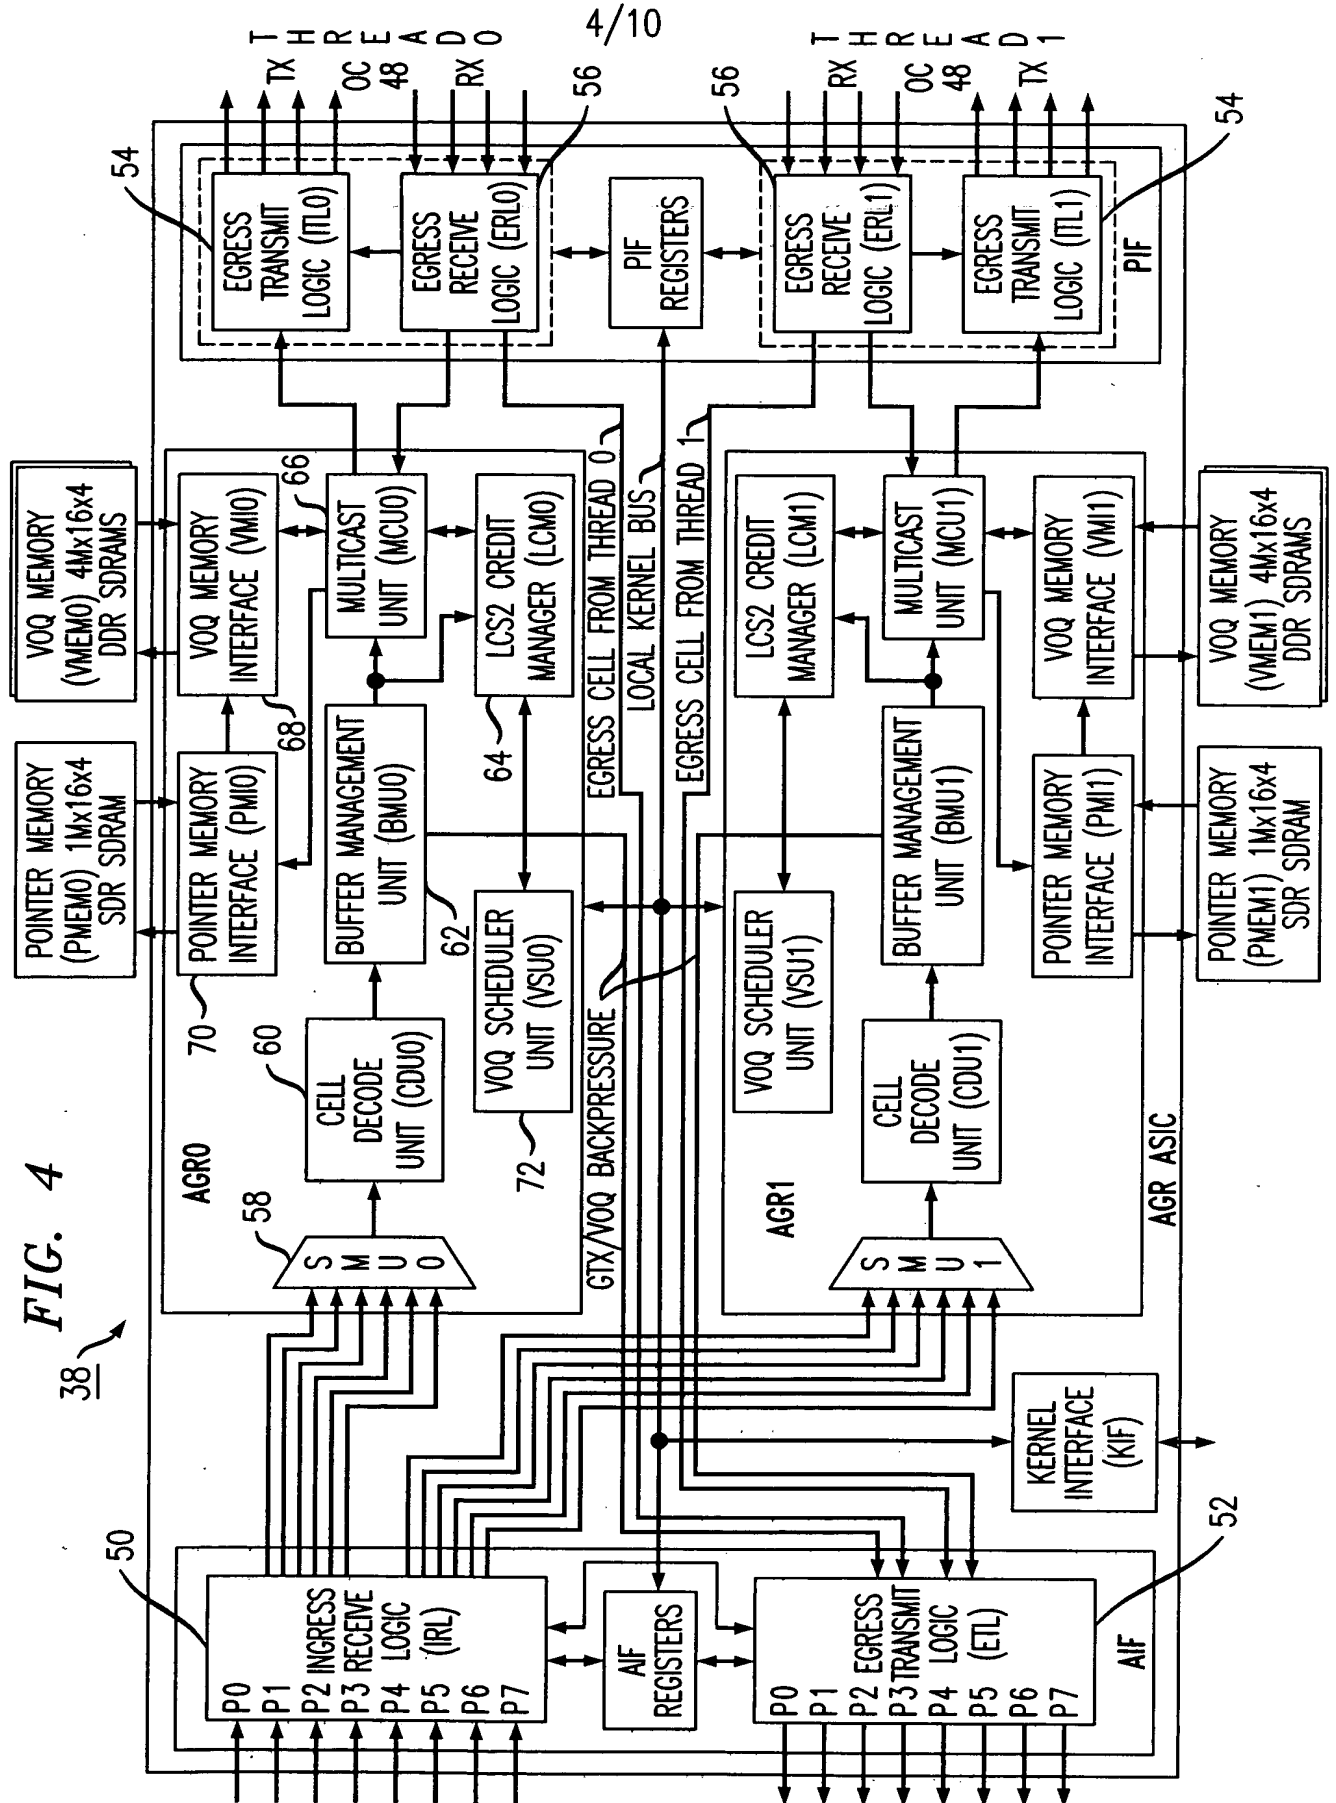 4/10
FIG. 4
38
THREAD 0
TX
OC
48
RX
THREAD 1
RX
OC
48
TX
54
56
56
54
EGRESS
TRANSMIT
LOGIC (ITL0)
EGRESS
RECEIVE
LOGIC (ERL0)
PIF
REGISTERS
EGRESS
RECEIVE
LOGIC (ERL1)
EGRESS
TRANSMIT
LOGIC (ITL1)
PIF
VOQ MEMORY
(VMEM0) 4Mx16x4
DDR SDRAMS
POINTER MEMORY
(PMEM0) 1Mx16x4
SDR SDRAM
VOQ MEMORY
INTERFACE (VMI0)
68
POINTER MEMORY
INTERFACE (PMI0)
70
66
MULTICAST
UNIT (MCU0)
LCS2 CREDIT
MANAGER (LCM0)
64
BUFFER MANAGEMENT
UNIT (BMU0)
62
VOQ SCHEDULER
UNIT (VSU0)
72
60
CELL
DECODE
UNIT (CDU0)
AGR0
58
S
M
U
0
EGRESS CELL FROM THREAD 0
LOCAL KERNEL BUS
EGRESS CELL FROM THREAD 1
GTX/VOQ BACKPRESSURE
LCS2 CREDIT
MANAGER (LCM1)
MULTICAST
UNIT (MCU1)
VOQ MEMORY
INTERFACE (VMI1)
VOQ MEMORY
(VMEM1) 4Mx16x4
DDR SDRAMS
VOQ SCHEDULER
UNIT (VSU1)
BUFFER MANAGEMENT
UNIT (BMU1)
POINTER MEMORY
INTERFACE (PMI1)
POINTER MEMORY
(PMEM1) 1Mx16x4
SDR SDRAM
CELL
DECODE
UNIT (CDU1)
AGR1
S
M
U
1
AGR ASIC
KERNEL
INTERFACE
(KIF)
50
INGRESS
RECEIVE
LOGIC
(IRL)
P0
P1
P2
P3
P4
P5
P6
P7
AIF
REGISTERS
52
EGRESS
TRANSMIT
LOGIC
(ETL)
P0
P1
P2
P3
P4
P5
P6
P7
AIF